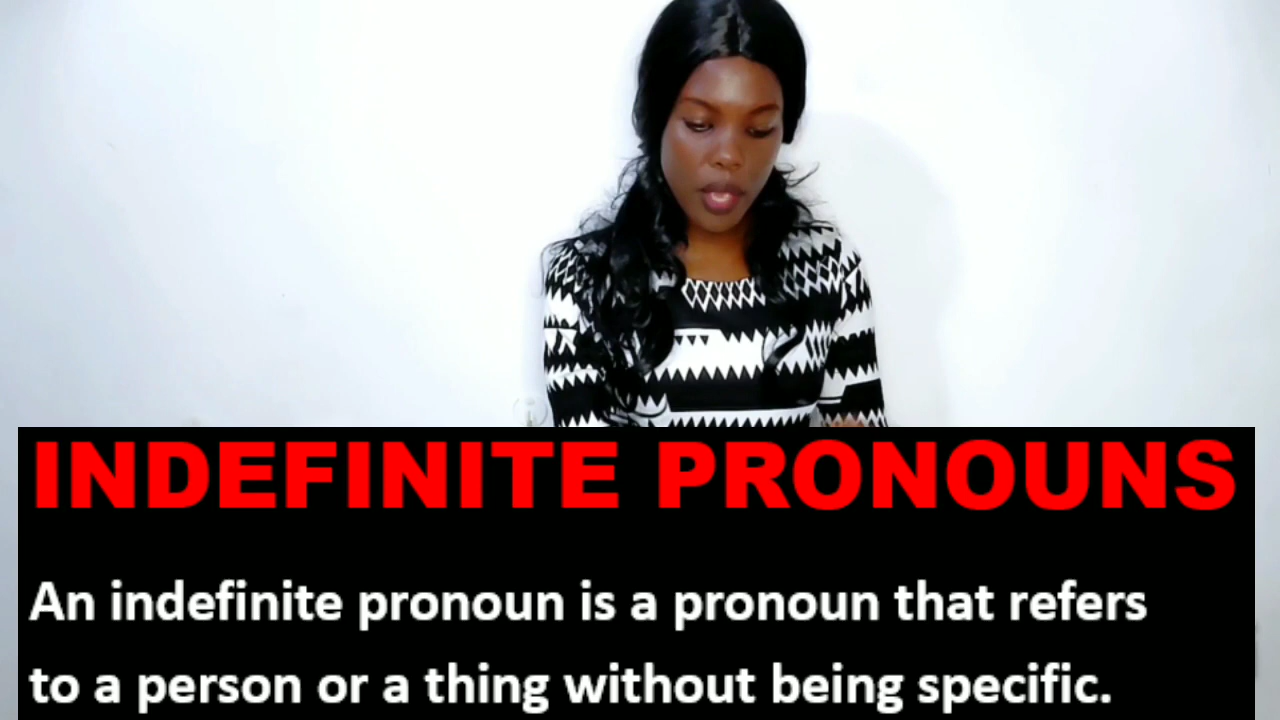 INDEFINITE PRONOUNS
An indefinite pronoun is a pronoun that refers
to a person or a thing without being specific.